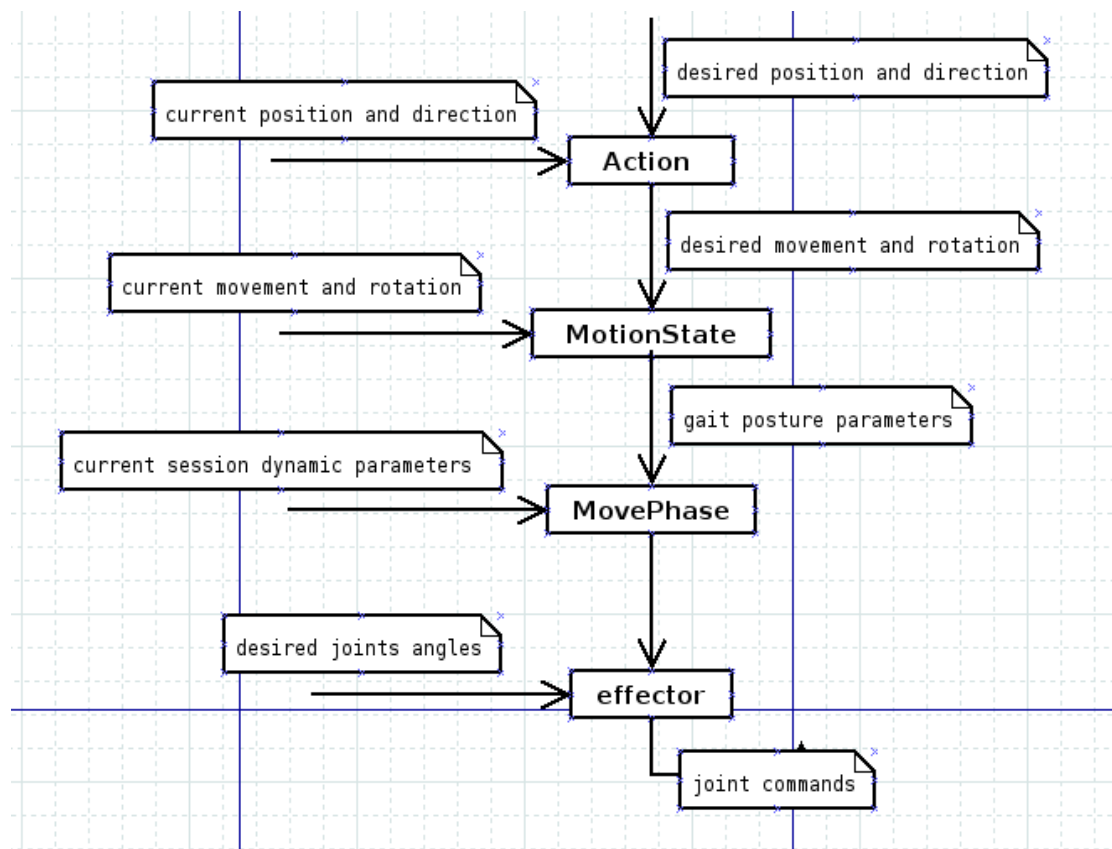 desired position and direction
current position and direction
Action
desired movement and rotation
current movement and rotation
MotionState
gait posture parameters
current session dynamic parameters
MovePhase
desired joints angles
effector
joint commands